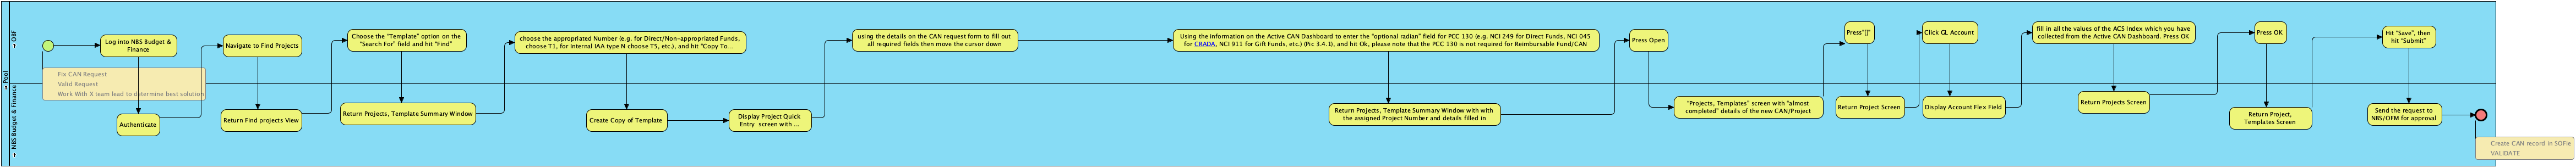 Pool
OBF
NBS Budget & Finance
Log into NBS Budget &
Finance
Fix CAN Request
Valid Request
Work With X team lead to determine best solution
Authenticate
Navigate to Find Projects
Return Find projects View
Choose the "Template" option on the
"Search For" field and hit "Find"
Return Projects, Template Summary Window
choose the appropriated Number (e.g. for Direct/Non-appropriated Funds,
choose T1, for Internal IAA type N choose T5, etc.), and hit "Copy To...
Create Copy of Template
Display Project Quick
Entry screen with ...
using the details on the CAN request form to fill out
all required fields then move the cursor down
Using the information on the Active CAN Dashboard to enter the "optional radian" field for PCC 130 (e.g. NCI 249 for Direct Funds, NCI 045
for CRADA, NCI 911 for Gift Funds, etc.) (Pic 3.4.1), and hit Ok, please note that the PCC 130 is not required for Reimbursable Fund/CAN
Return Projects, Template Summary Window with with
the assigned Project Number and details filled in
Press Open
"Projects, Templates" screen with "almost
completed" details of the new CAN/Project
Press"[]"
Return Project Screen
Click GL Account
Display Account Flex Field
fill in all the values of the ACS Index which you have
collected from the Active CAN Dashboard. Press OK
Return Projects Screen
Press OK
Return Project,
Templates Screen
Hit "Save", then
hit "Submit"
Send the request to
NBS/OFM for approval
Create CAN record in SOFie
VALIDATE